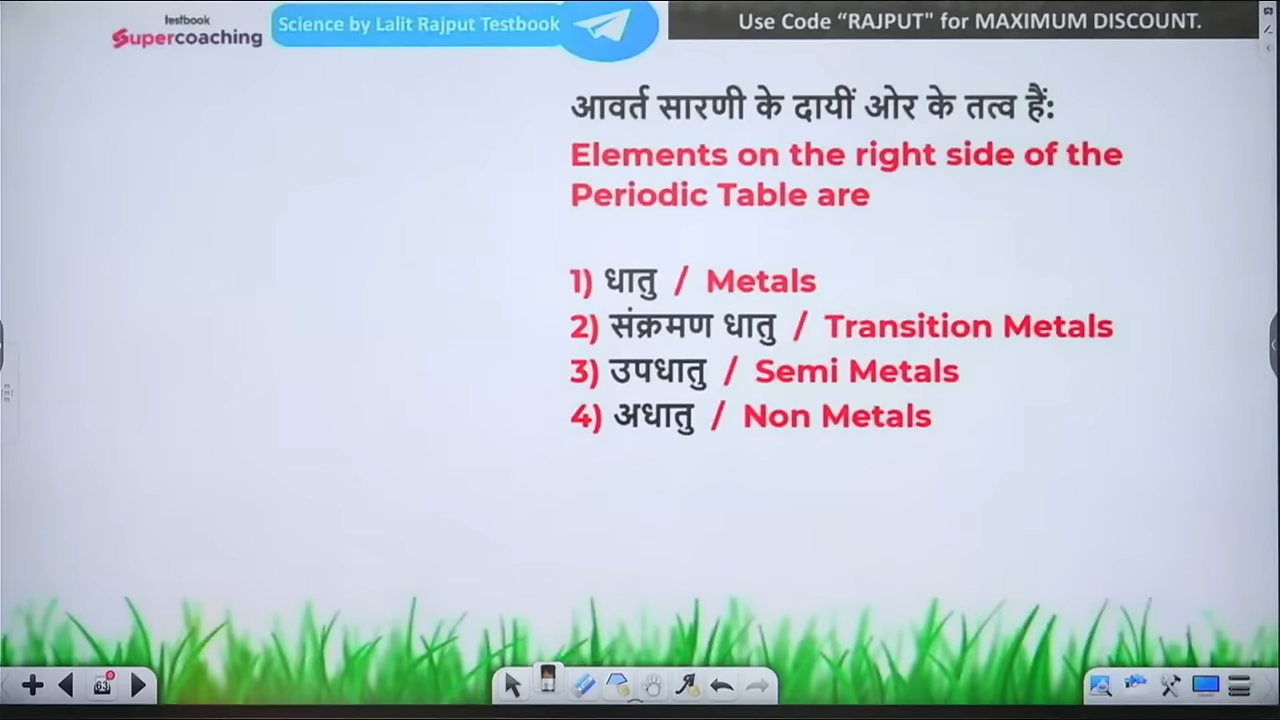 testbook
Supercoaching
Science by Lalit Rajput Testbook
Use Code “RAJPUT" for MAXIMUM DISCOUNT.
आवर्त सारणी के दायीं ओर के तत्व हैं:
Elements on the right side of the
Periodic Table are
1) धातु / Metals
2) संक्रमण धातु / Transition Metals
3) उपधातु / Semi Metals
4) अधातु / Non Metals
63